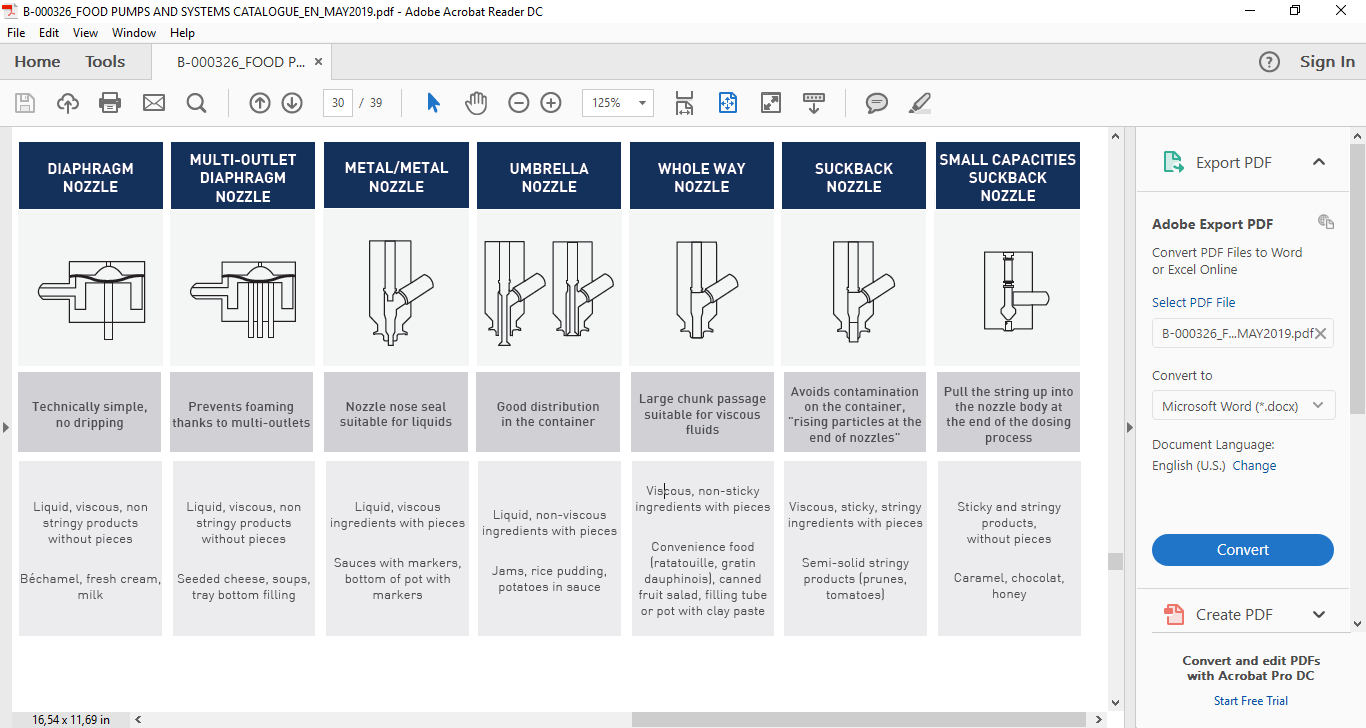 B-000326_FOOD PUMPS AND SYSTEMS CATALOGUE_EN_MAY2019.pdf - Adobe Acrobat Reader DC
File Edit View Window Help
Home Tools B-000326_FOOD P... ×
? Sign In
30 / 39
125%
DIAPHRAGM
NOZZLE
MULTI-OUTLET
DIAPHRAGM
NOZZLE
METAL/METAL
NOZZLE
UMBRELLA
NOZZLE
WHOLE WAY
NOZZLE
SUCKBACK
NOZZLE
SMALL CAPACITIES
SUCKBACK
NOZZLE
Technically simple,
no dripping
Prevents foaming
thanks to multi-outlets
Nozzle nose seal
suitable for liquids
Good distribution
in the container
Large chunk passage
suitable for viscous
fluids
Avoids contamination
on the container,
"rising particles at the
end of nozzles"
Pull the string up into
the nozzle body at
the end of the dosing
process
Liquid, viscous, non
stringy products
without pieces
Béchamel, fresh cream,
milk
Liquid, viscous, non
stringy products
without pieces
Seeded cheese, soups,
tray bottom filling
Liquid, viscous
ingredients with pieces
Sauces with markers,
bottom of pot with
markers
Liquid, non-viscous
ingredients with pieces
Jams, rice pudding,
potatoes in sauce
Viscous, non-sticky
ingredients with pieces
Convenience food
(ratatouille, gratin
dauphinois), canned
fruit salad, filling tube
or pot with clay paste
Viscous, sticky, stringy
ingredients with pieces
Semi-solid stringy
products (prunes,
tomatoes)
Sticky and stringy
products,
without pieces
Caramel, chocolat,
honey
Export PDF
Adobe Export PDF
Convert PDF Files to Word
or Excel Online
Select PDF File
B-000326_F...MAY2019.pdf
Convert to
Microsoft Word (*.docx)
Document Language:
English (U.S.) Change
Convert
Create PDF
Convert and edit PDFs
with Acrobat Pro DC
Start Free Trial
16,54 x 11,69 in